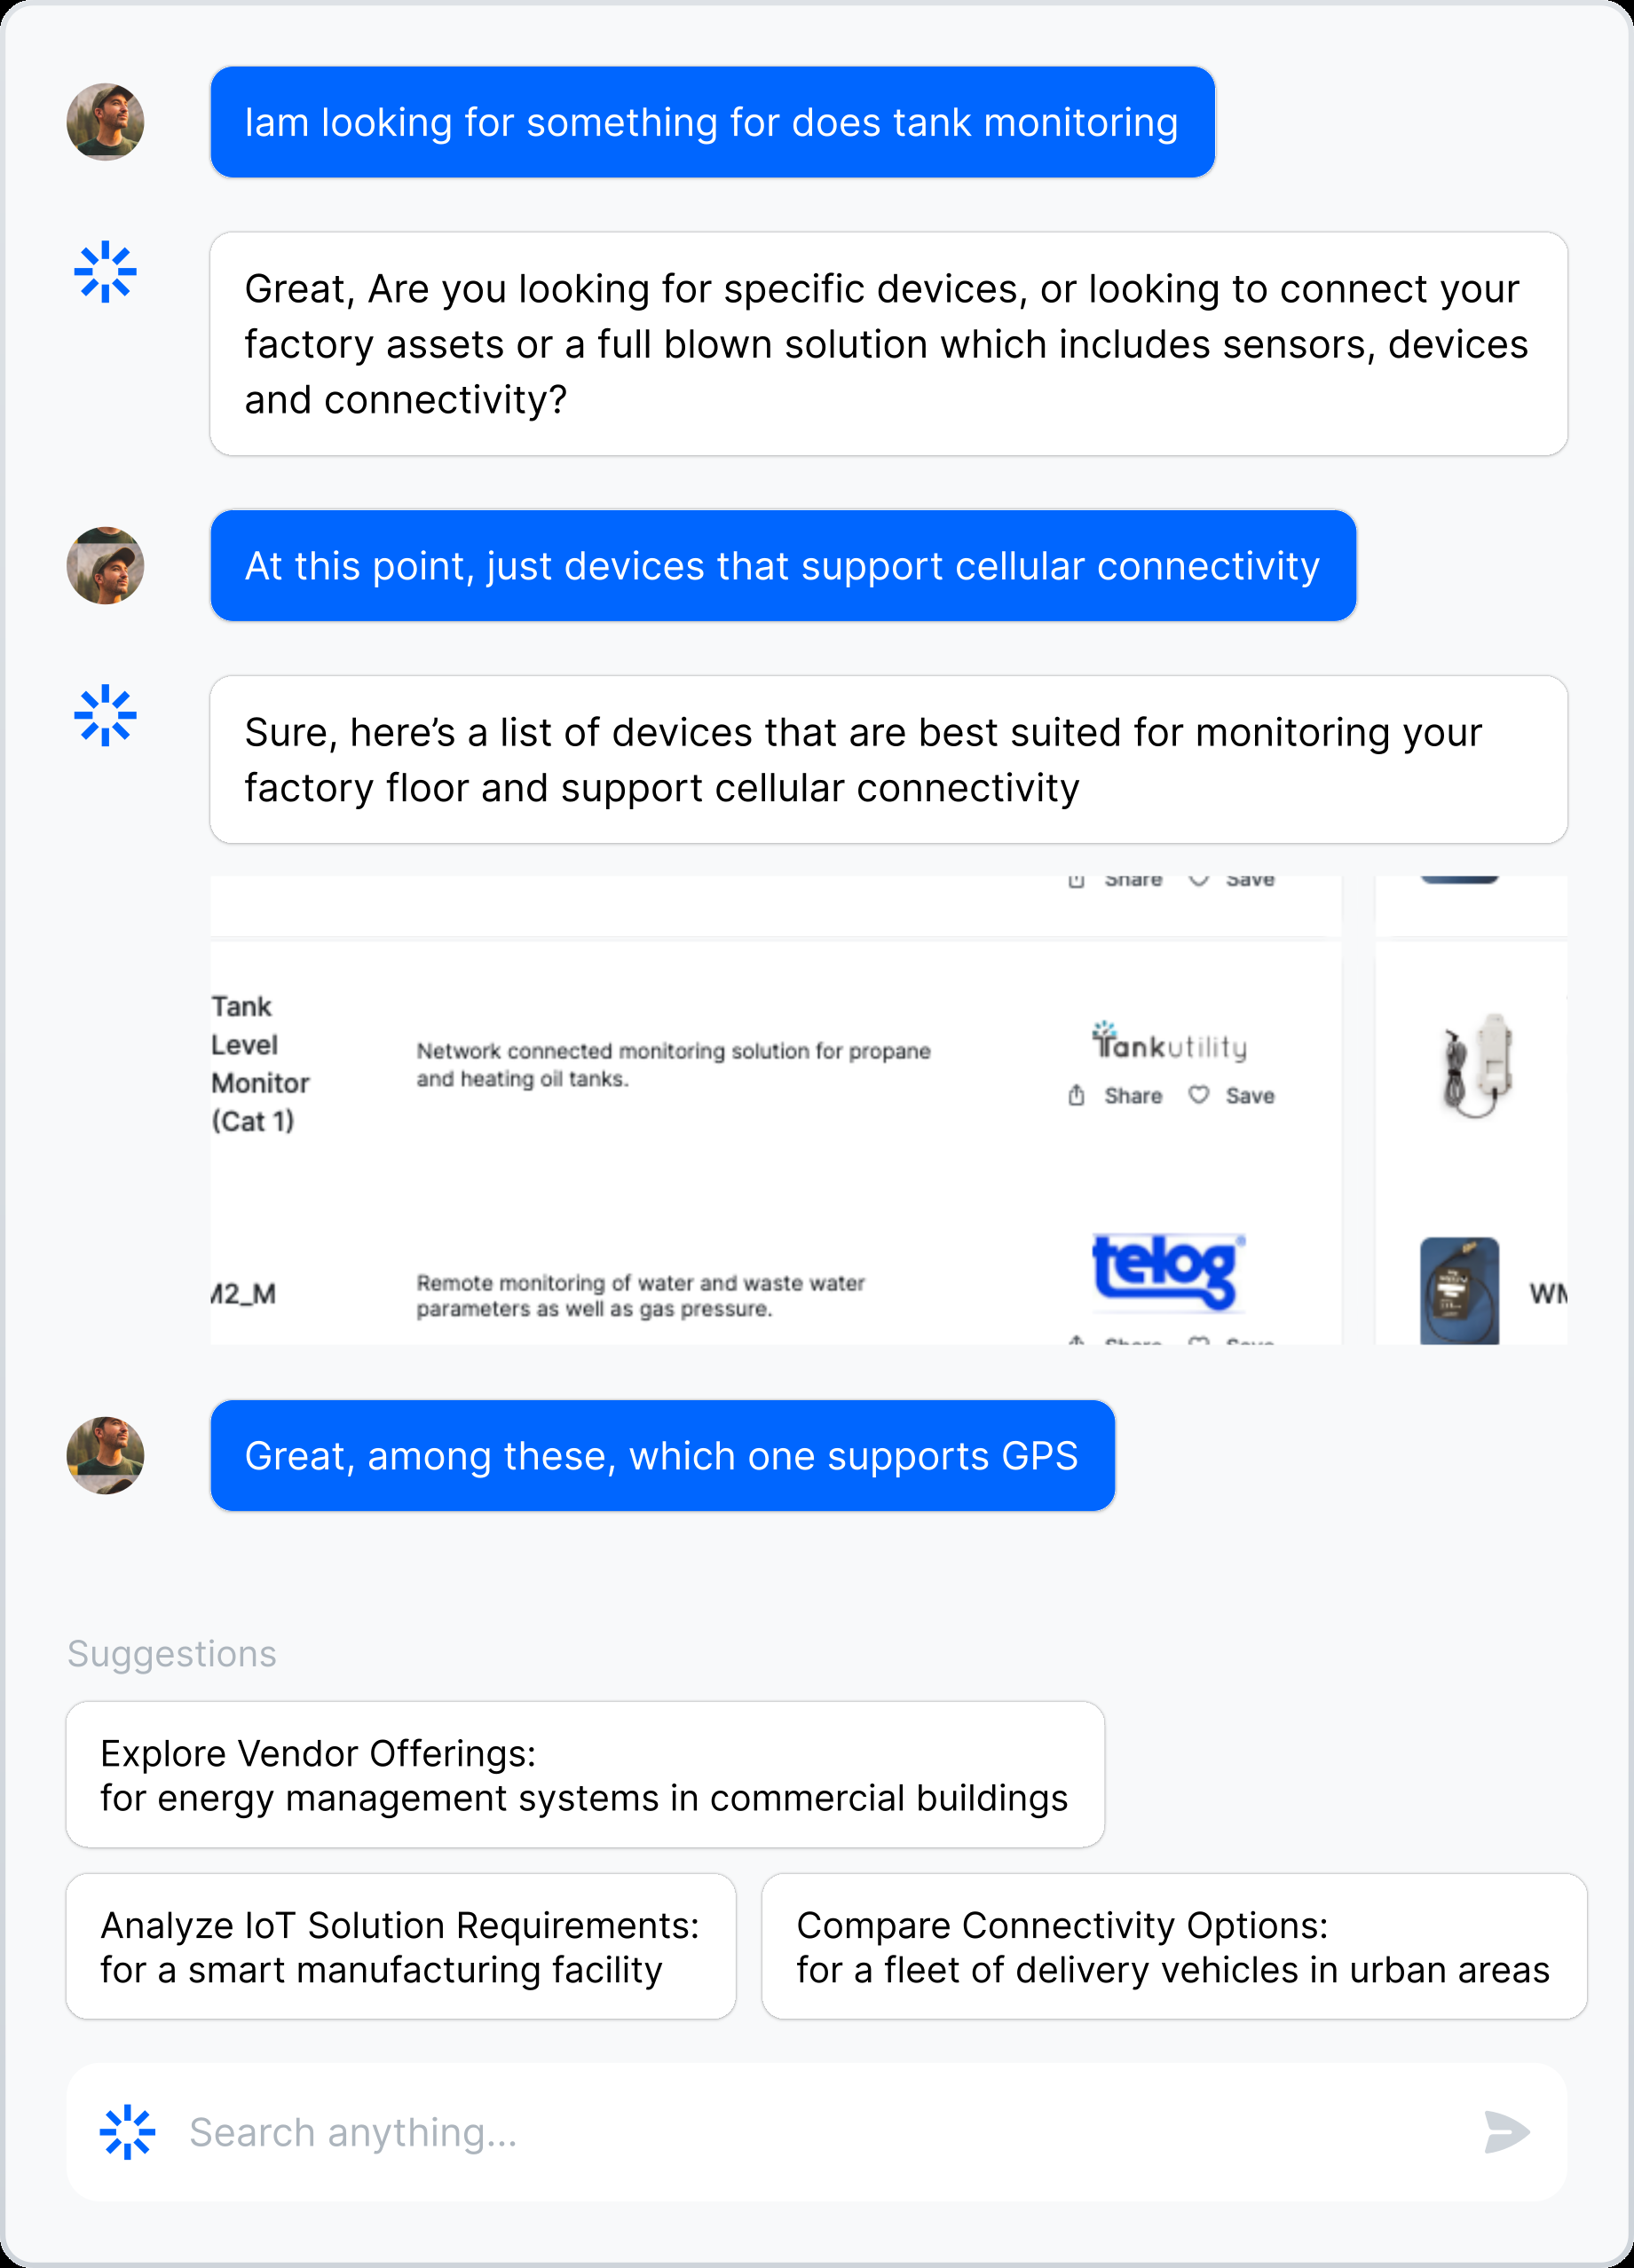 Iam looking for something for does tank monitoring
Great, Are you looking for specific devices, or looking to connect your
factory assets or a full blown solution which includes sensors, devices
and connectivity?
At this point, just devices that support cellular connectivity
Sure, here’s a list of devices that are best suited for monitoring your
factory floor and support cellular connectivity
Share Save
Tank
Level
Monitor
(Cat 1)
Network connected monitoring solution for propane
and heating oil tanks.
Tankutility
Share Save
M2_M
Remote monitoring of water and waste water
parameters as well as gas pressure.
telog
Share Save
Great, among these, which one supports GPS
Suggestions
Explore Vendor Offerings:
for energy management systems in commercial buildings
Analyze IoT Solution Requirements:
for a smart manufacturing facility
Compare Connectivity Options:
for a fleet of delivery vehicles in urban areas
Search anything...